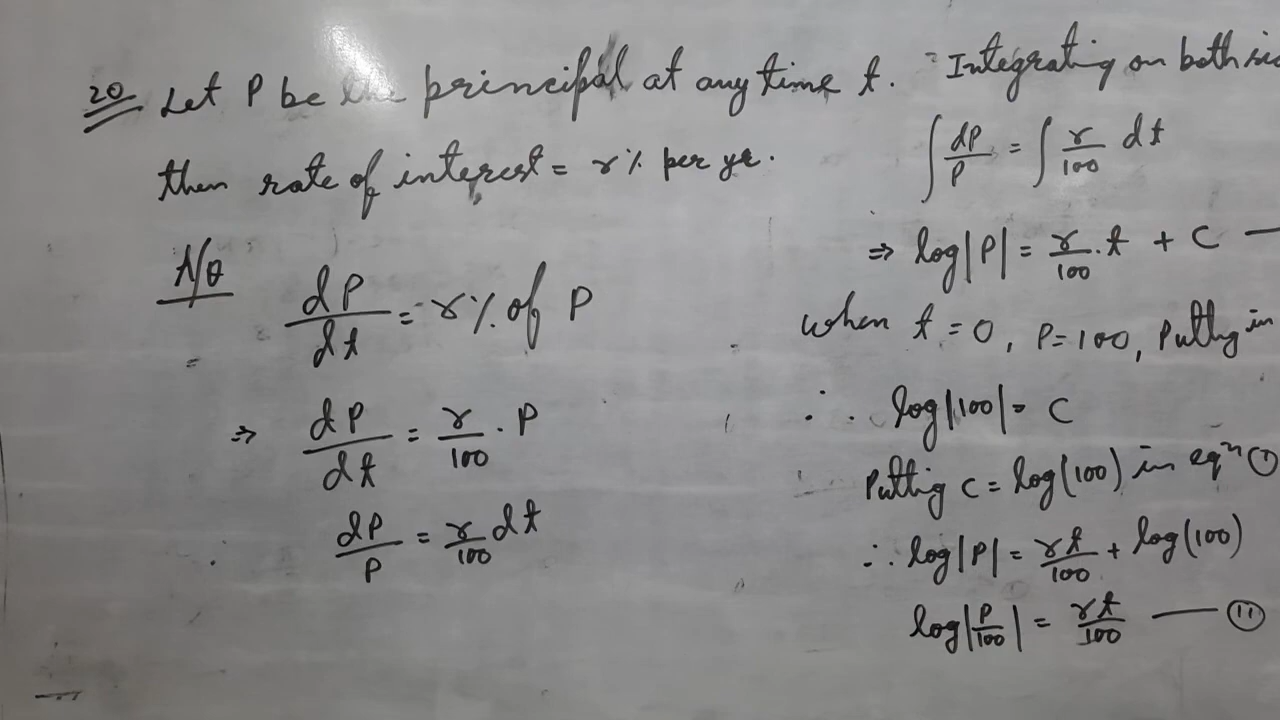 20 Let P be the principal at any time t.
then rate of interest = r% per yr.
A/Q
dP/dt = r% of P
⇒ dP/dt = r/100 . P
dP/P = r/100 dt
Integrating on both
∫ dP/P = ∫ r/100 dt
⇒ log|P| = r/100 . t + C —
when t = 0, P = 100, Putting in
∴ log|100| = C
Putting C = log(100) in eqⁿ ①
∴ log|P| = rt/100 + log(100)
log|P/100| = rt/100 — ⑪